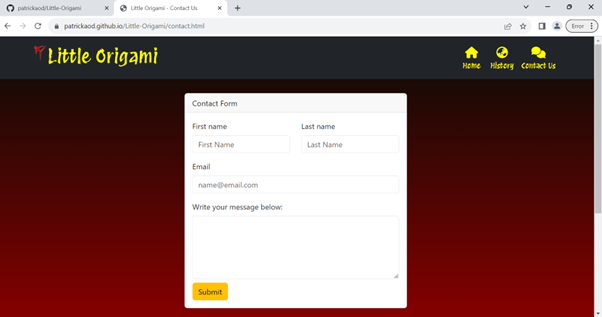 patrickaod/Little-Origami
Little Origami - Contact Us
patrickaod.github.io/Little-Origami/contact.html
Error
Little Origami
Home
History
Contact Us
Contact Form
First name
Last name
First Name
Last Name
Email
name@email.com
Write your message below:
Submit